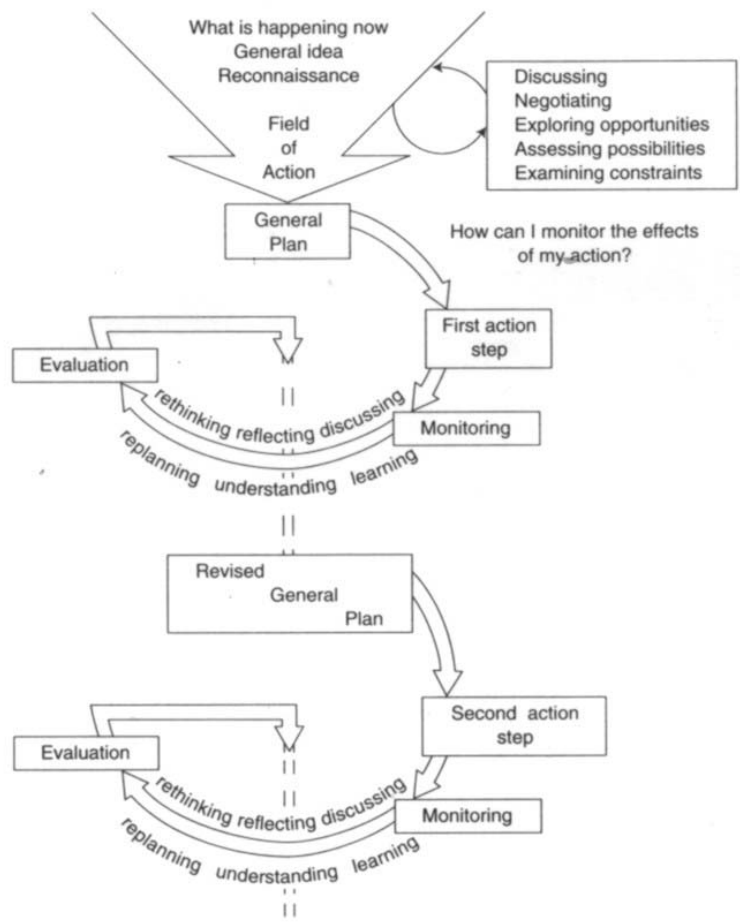 What is happening now
General idea
Reconnaissance
Field
of
Action
Discussing
Negotiating
Exploring opportunities
Assessing possibilities
Examining constraints
General
Plan
How can I monitor the effects
of my action?
First action
step
Evaluation
rethinking reflecting discussing
Monitoring
replanning understanding learning
Revised
General
Plan
Second action
step
Evaluation
rethinking reflecting discussing
Monitoring
replanning understanding learning